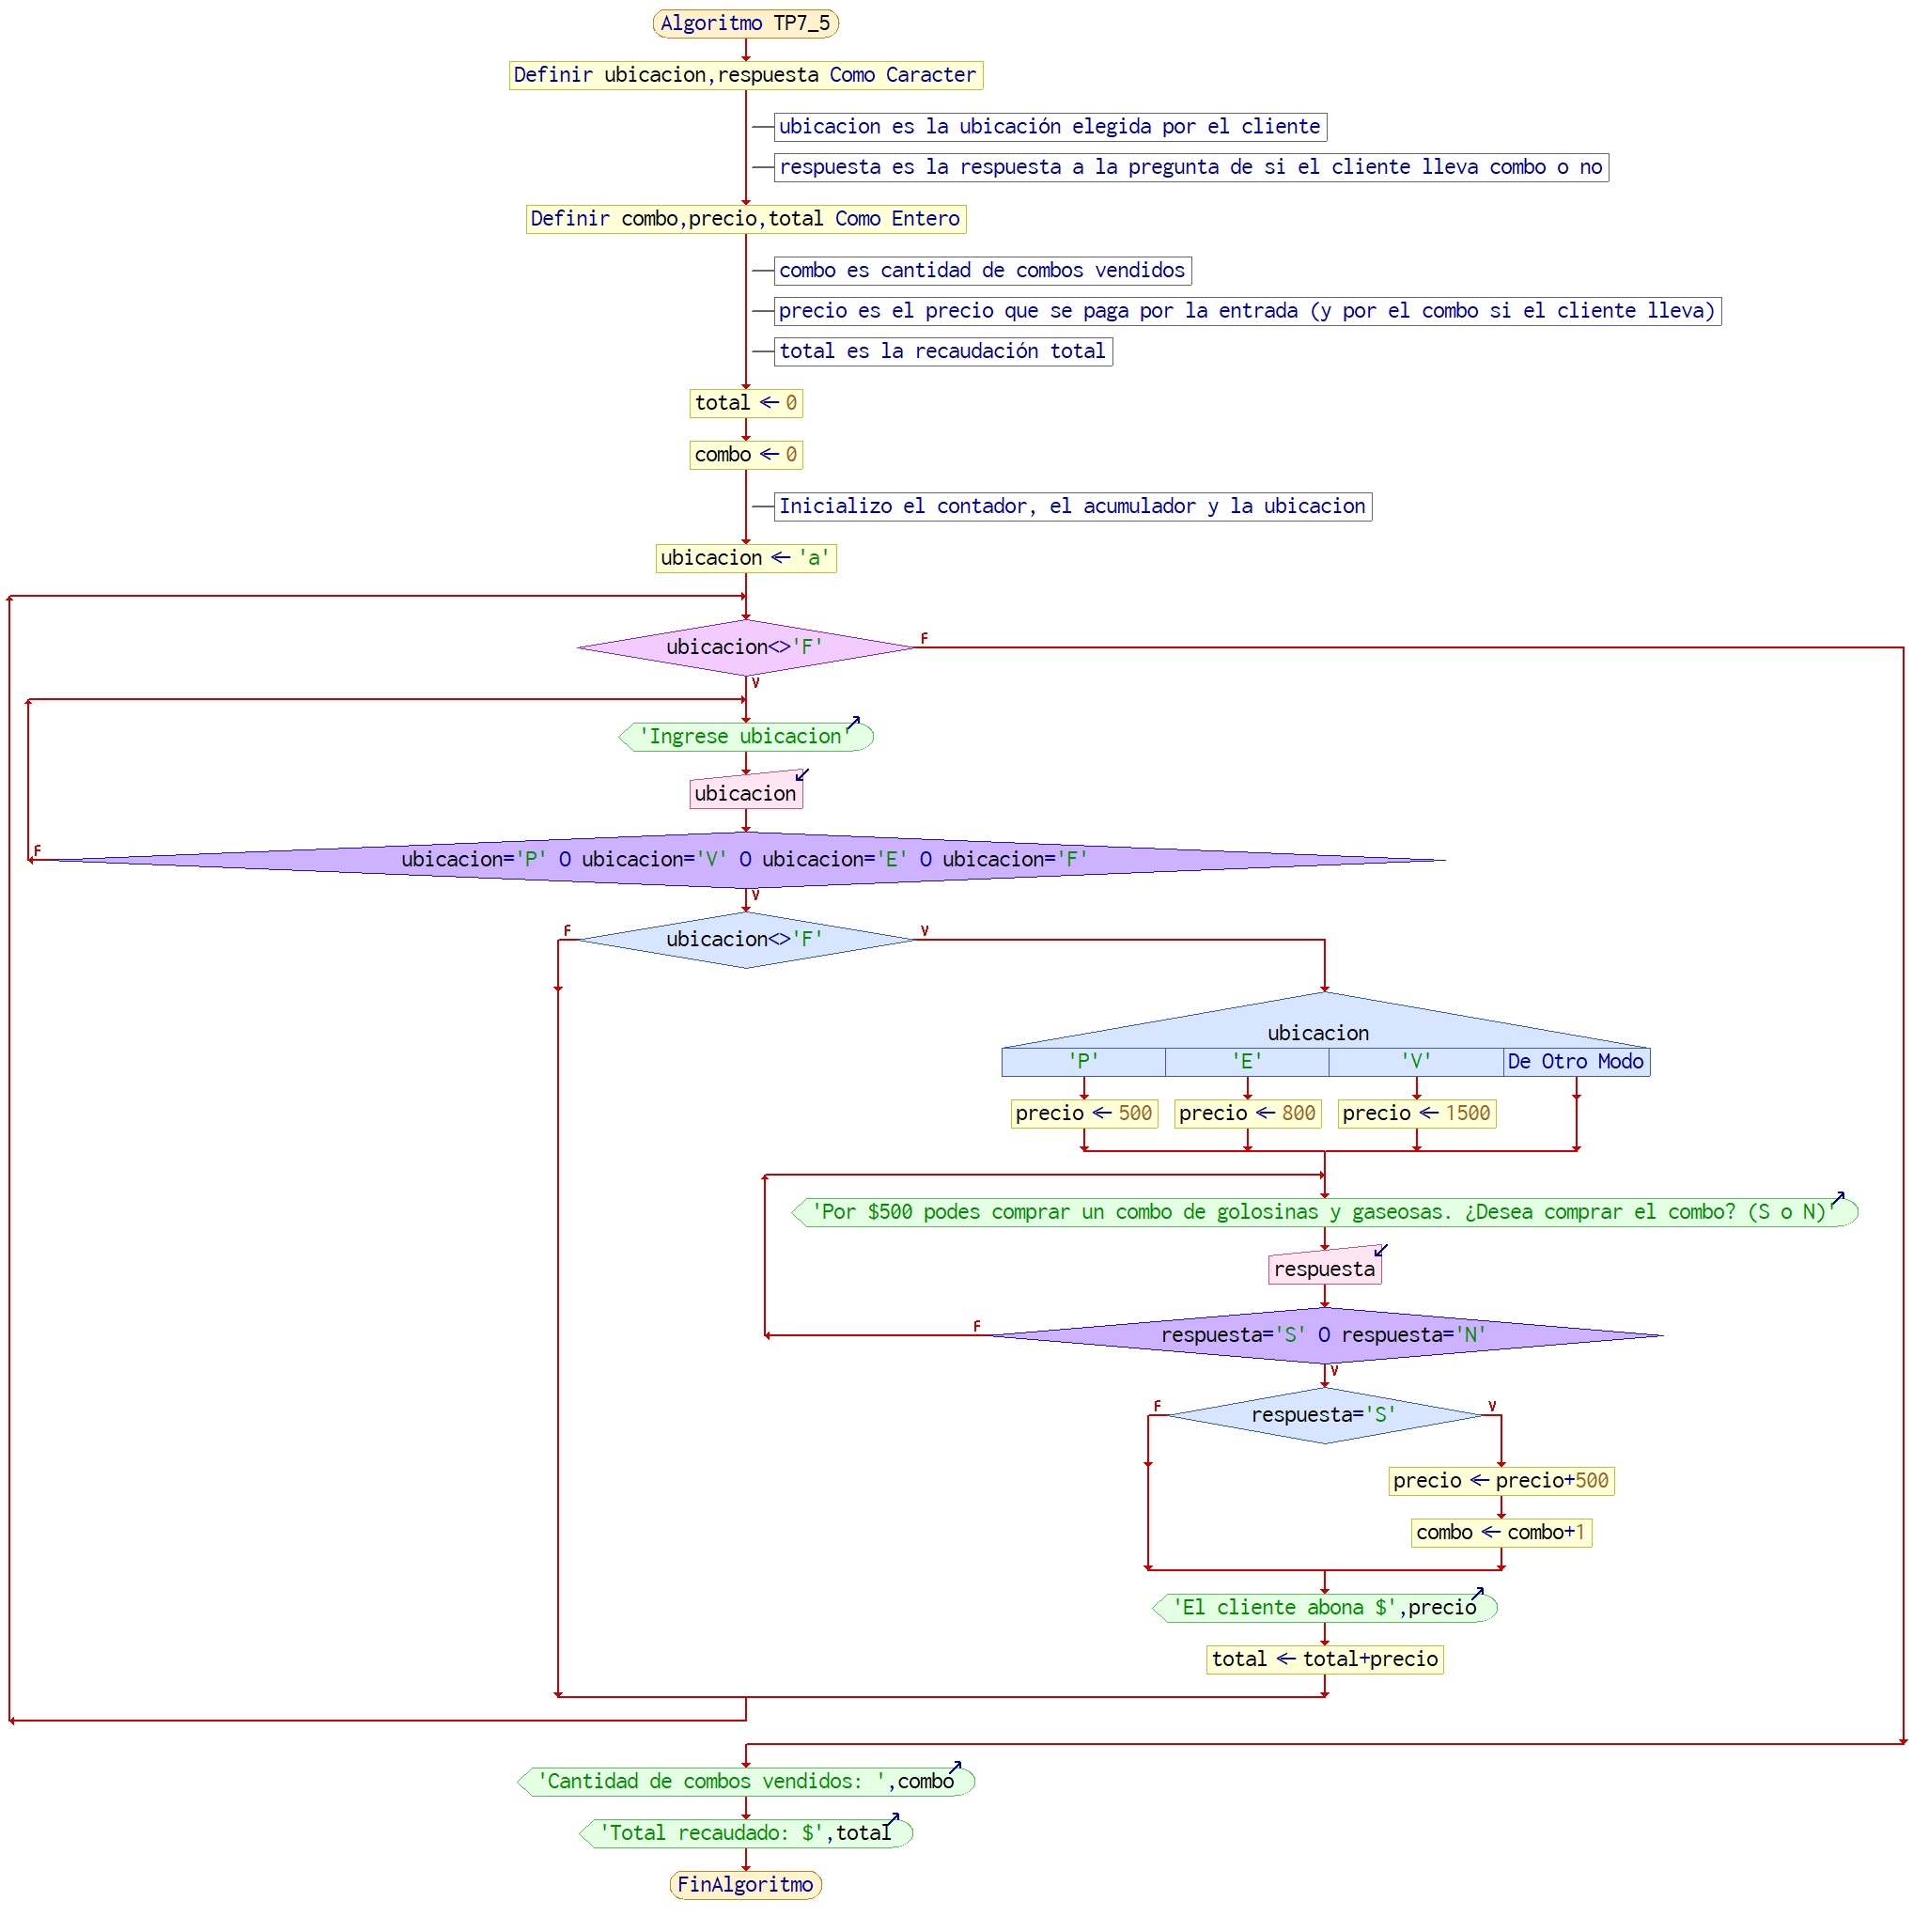 Algoritmo TP7_5
Definir ubicacion,respuesta Como Caracter
ubicacion es la ubicación elegida por el cliente
respuesta es la respuesta a la pregunta de si el cliente lleva combo o no
Definir combo,precio,total Como Entero
combo es cantidad de combos vendidos
precio es el precio que se paga por la entrada (y por el combo si el cliente lleva)
total es la recaudación total
total ← 0
combo ← 0
Inicializo el contador, el acumulador y la ubicacion
ubicacion ← 'a'
ubicacion<>'F'
F
V
'Ingrese ubicacion'
ubicacion
F
ubicacion='P' O ubicacion='V' O ubicacion='E' O ubicacion='F'
V
F
ubicacion<>'F'
V
ubicacion
'P' 'E' 'V' De Otro Modo
precio ← 500 precio ← 800 precio ← 1500
'Por $500 podes comprar un combo de golosinas y gaseosas. ¿Desea comprar el combo? (S o N)'
respuesta
F
respuesta='S' O respuesta='N'
V
F
respuesta='S'
V
precio ← precio+500
combo ← combo+1
'El cliente abona $',precio
total ← total+precio
'Cantidad de combos vendidos: ',combo
'Total recaudado: $',total
FinAlgoritmo